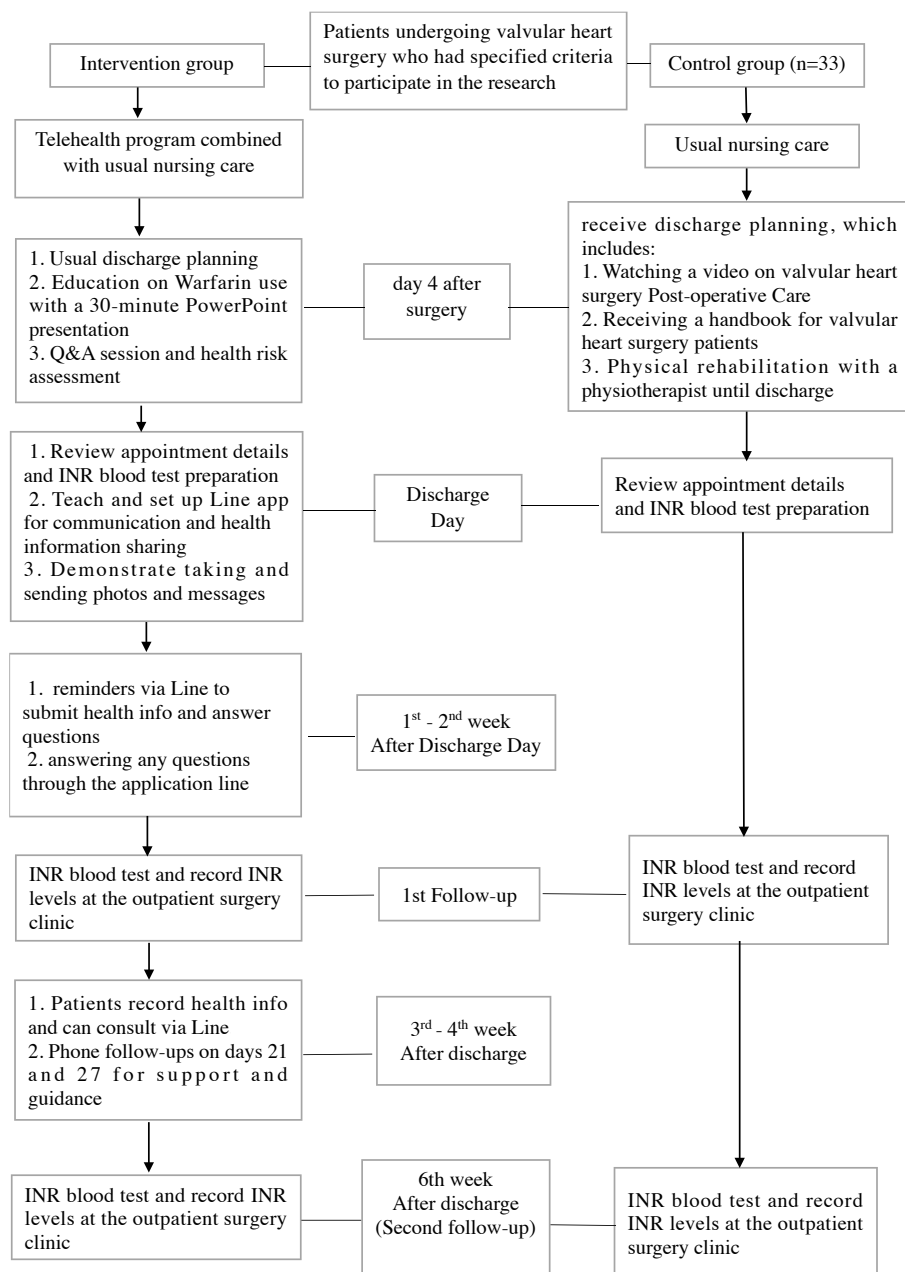 Patients undergoing valvular heart
surgery who had specified criteria
to participate in the research
Intervention group
Control group (n=33)
Telehealth program combined
with usual nursing care
Usual nursing care
1. Usual discharge planning
2. Education on Warfarin use
with a 30-minute PowerPoint
presentation
3. Q&A session and health risk
assessment
day 4 after
surgery
receive discharge planning, which
includes:
1. Watching a video on valvular heart
surgery Post-operative Care
2. Receiving a handbook for valvular
heart surgery patients
3. Physical rehabilitation with a
physiotherapist until discharge
1. Review appointment details
and INR blood test preparation
2. Teach and set up Line app
for communication and health
information sharing
3. Demonstrate taking and
sending photos and messages
Discharge
Day
Review appointment details
and INR blood test preparation
1. reminders via Line to
submit health info and answer
questions
2. answering any questions
through the application line
1st - 2nd week
After Discharge Day
INR blood test and record INR
levels at the outpatient surgery
clinic
1st Follow-up
INR blood test and record
INR levels at the outpatient
surgery clinic
1. Patients record health info
and can consult via Line
2. Phone follow-ups on days 21
and 27 for support and
guidance
3rd - 4th week
After discharge
INR blood test and record INR
levels at the outpatient surgery
clinic
6th week
After discharge
(Second follow-up)
INR blood test and record
INR levels at the outpatient
surgery clinic